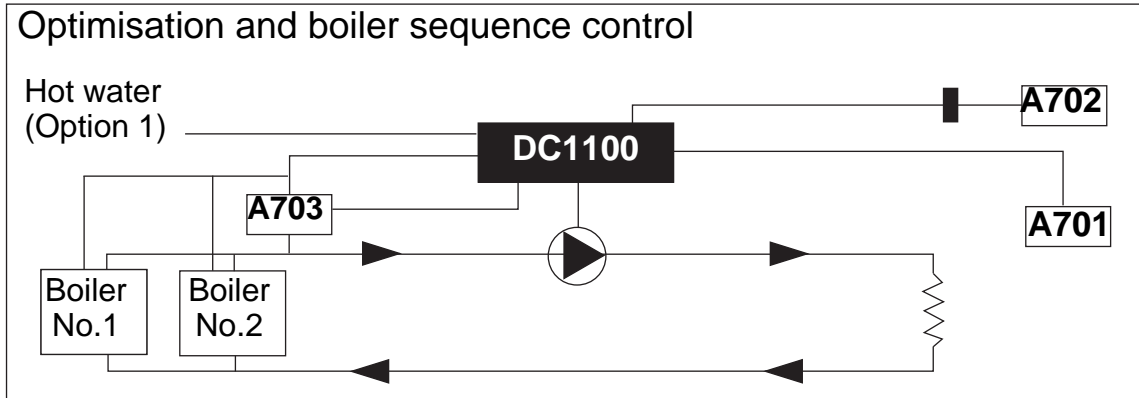 Optimisation and boiler sequence control
Hot water
(Option 1)
DC1100
A702
A703
A701
Boiler
No.1
Boiler
No.2